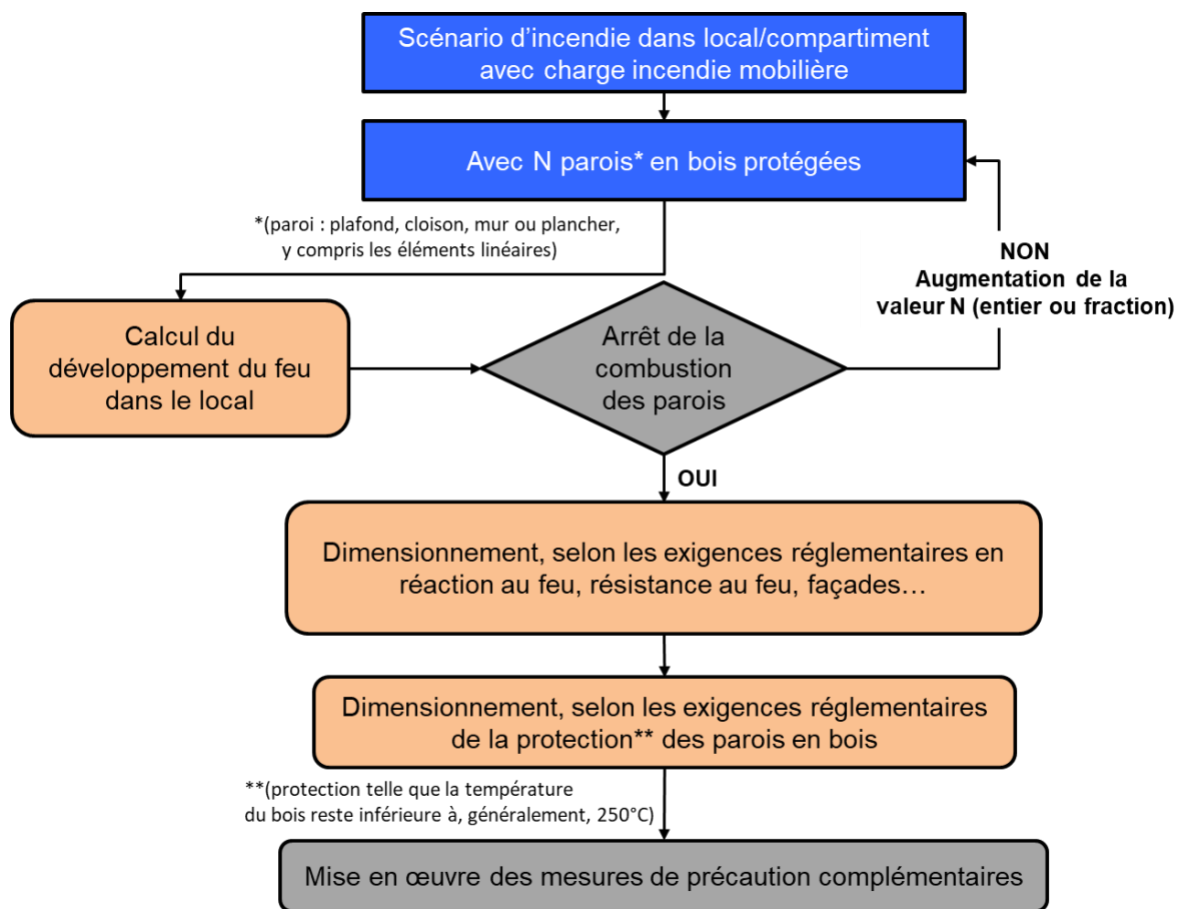 Scénario d'incendie dans local/compartiment
avec charge incendie mobilière
Avec N parois* en bois protégées
*(paroi : plafond, cloison, mur ou plancher,
y compris les éléments linéaires)
NON
Augmentation de la
valeur N (entier ou fraction)
Calcul du
développement du feu
dans le local
Arrêt de la
combustion
des parois
OUI
Dimensionnement, selon les exigences réglementaires en
réaction au feu, résistance au feu, façades…
Dimensionnement, selon les exigences réglementaires
de la protection** des parois en bois
**(protection telle que la température
du bois reste inférieure à, généralement, 250°C)
Mise en œuvre des mesures de précaution complémentaires